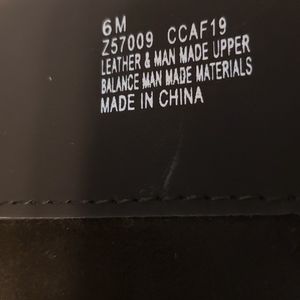 6M
Z57009 CCAF19
LEATHER & MAN MADE UPPER
BALANCE MAN MADE MATERIALS
MADE IN CHINA